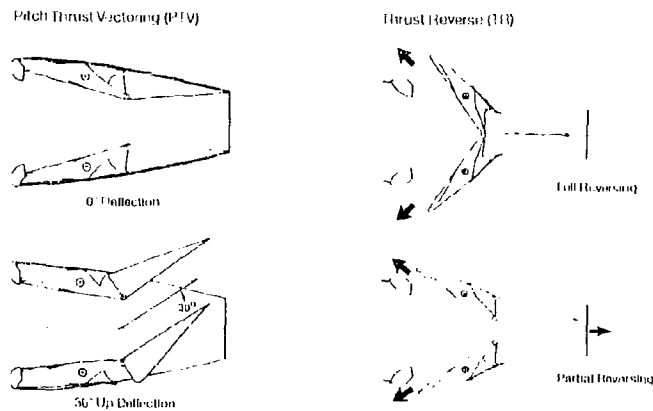 Pitch Thrust Vectoring (PTV)
Thrust Reverse (TR)
0° Deflection
Full Reversing
30°
30° Up Deflection
Partial Reversing